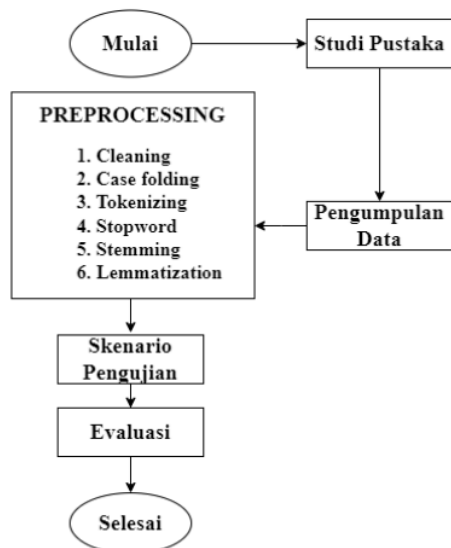 Mulai
Studi Pustaka
Pengumpulan
Data
PREPROCESSING
1. Cleaning
2. Case folding
3. Tokenizing
4. Stopword
5. Stemming
6. Lemmatization
Skenario
Pengujian
Evaluasi
Selesai